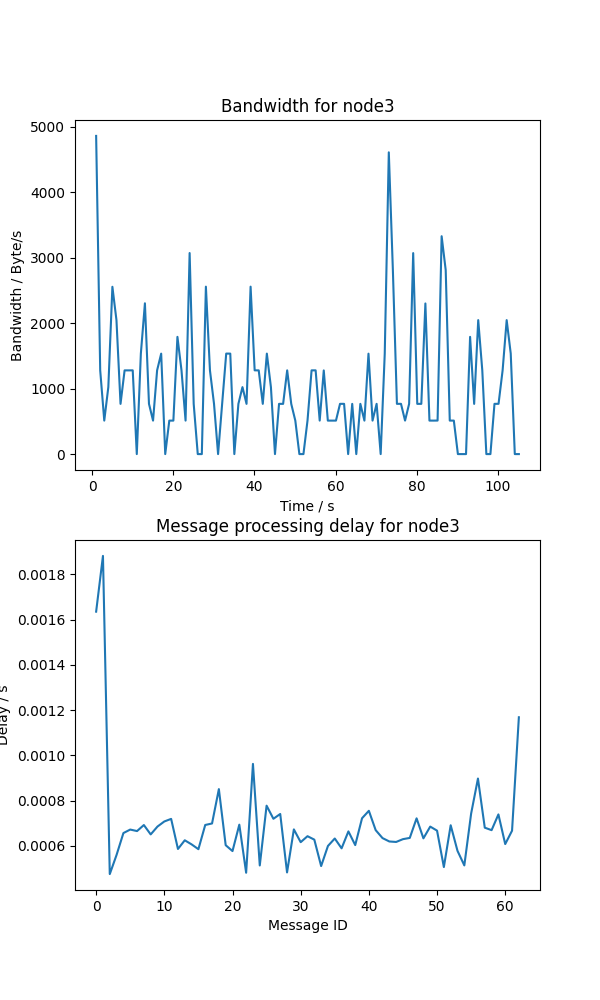 Bandwidth for node3
5000
4000
3000
2000
1000
0
Bandwidth / Byte/s
0 20 40 60 80 100
Time / s
Message processing delay for node3
0.0018
0.0016
0.0014
0.0012
0.0010
0.0008
0.0006
Delay / s
0 10 20 30 40 50 60
Message ID